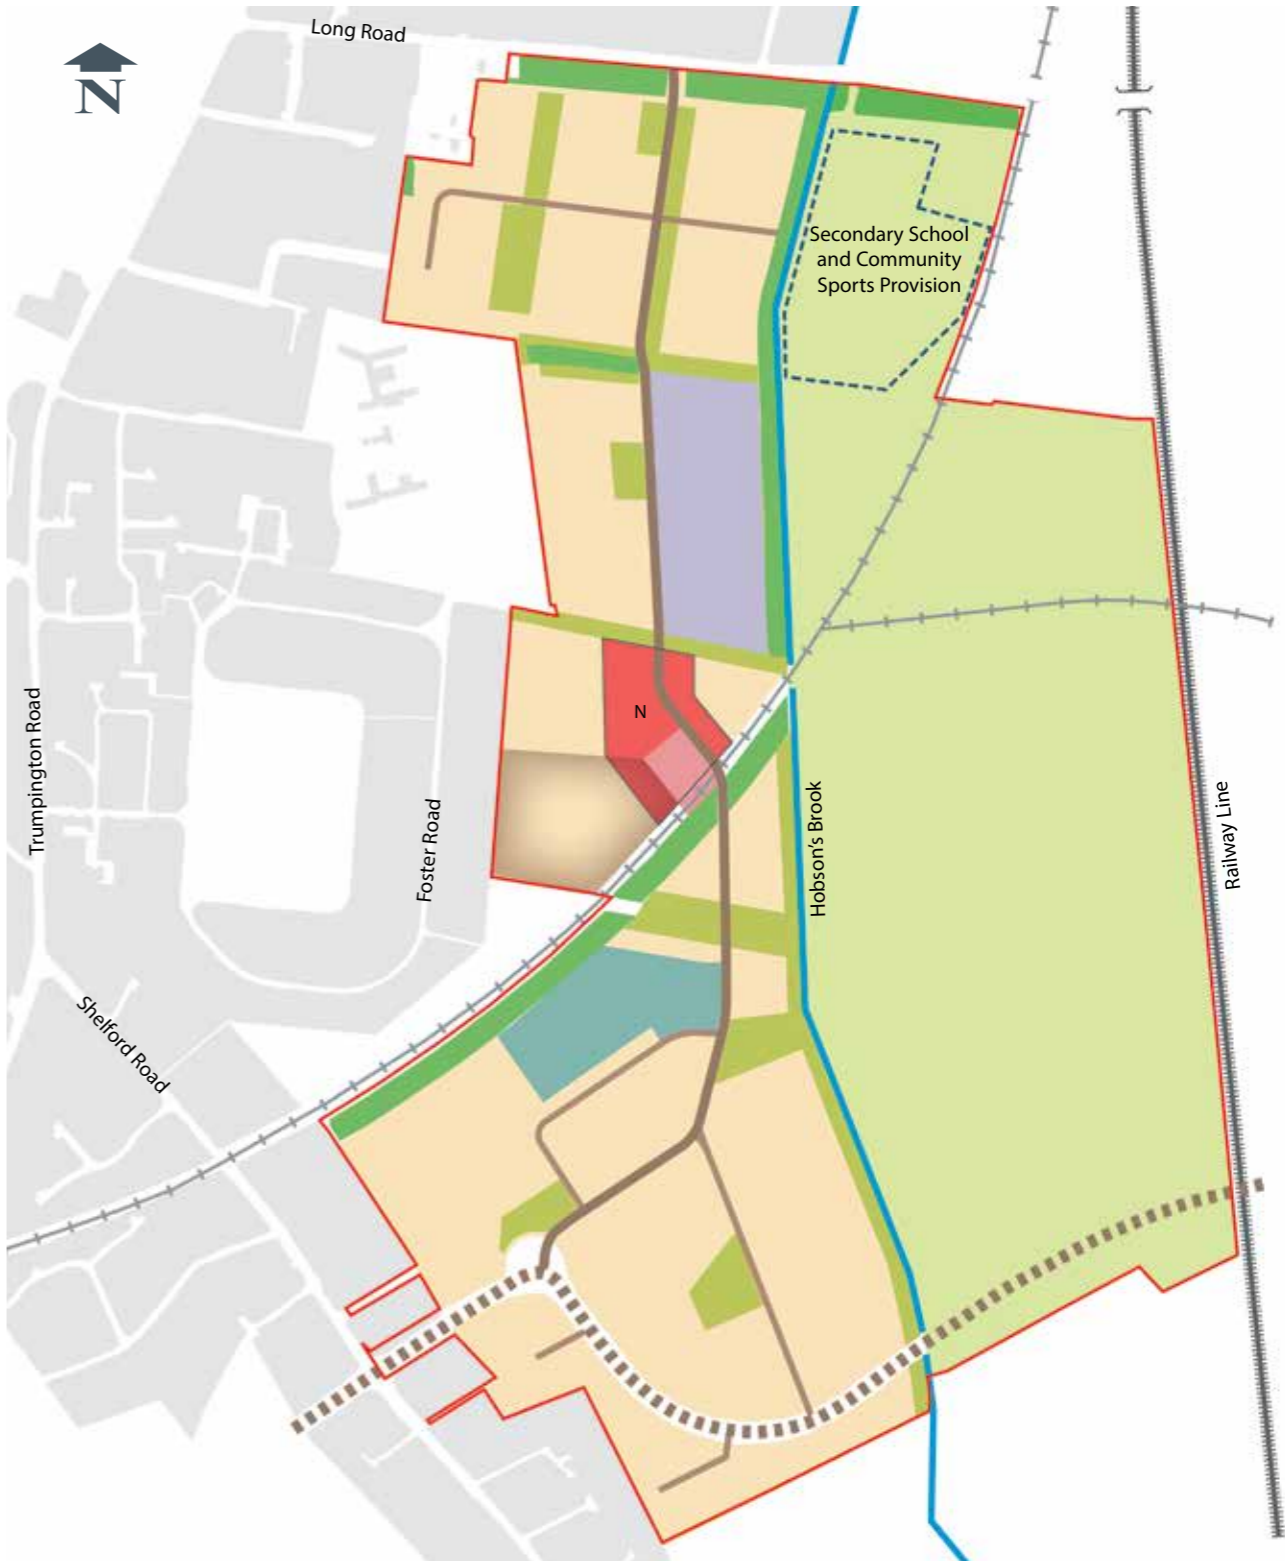 Long Road
N
Secondary School
and Community
Sports Provision
N
Trumpington Road
Foster Road
Hobson's Brook
Railway Line
Shelford Road